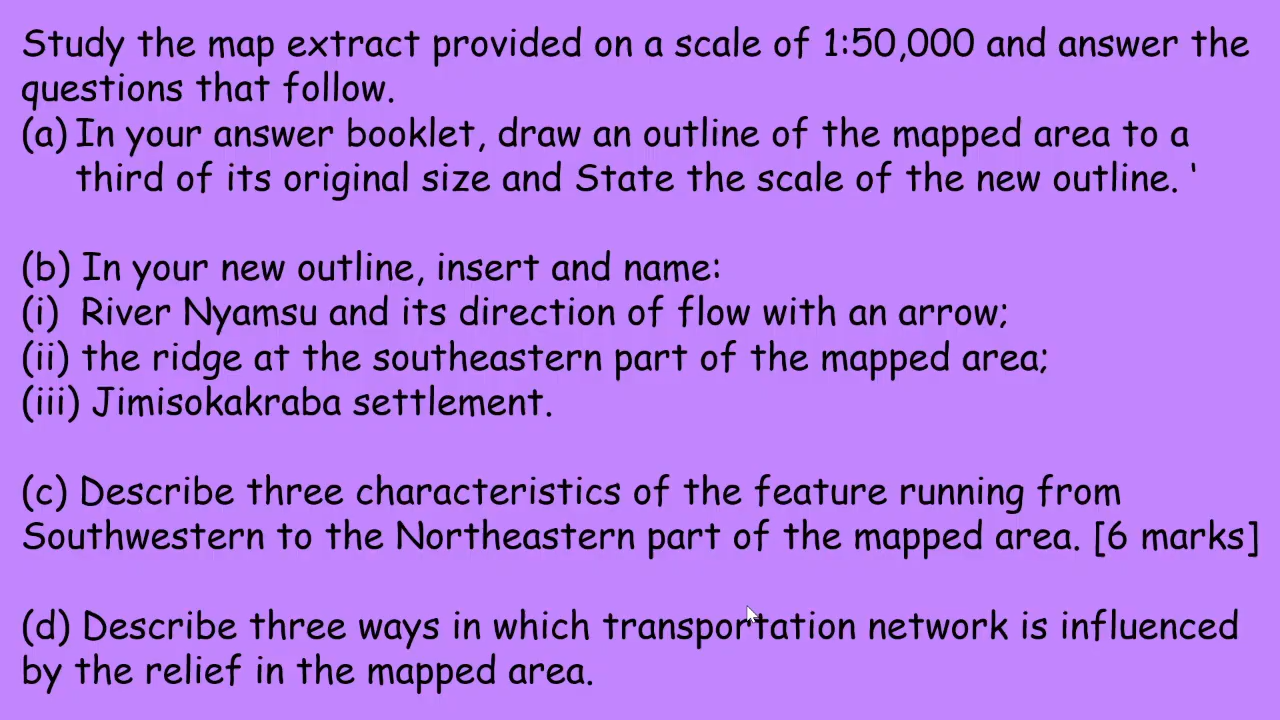 Study the map extract provided on a scale of 1:50,000 and answer the
questions that follow.
(a) In your answer booklet, draw an outline of the mapped area to a
third of its original size and State the scale of the new outline. '
(b) In your new outline, insert and name:
(i) River Nyamsu and its direction of flow with an arrow;
(ii) the ridge at the southeastern part of the mapped area;
(iii) Jimisokakraba settlement.
(c) Describe three characteristics of the feature running from
Southwestern to the Northeastern part of the mapped area. [6 marks]
(d) Describe three ways in which transportation network is influenced
by the relief in the mapped area.